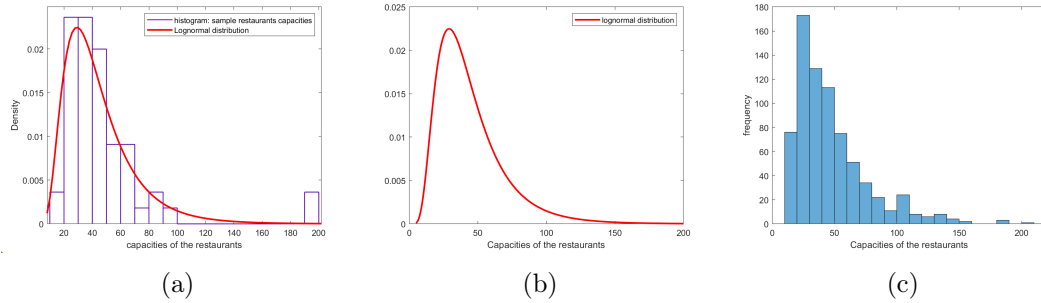 histogram: sample restaurants capacities
Lognormal distribution
0.02
0.015
0.01
0.005
0
Density
20 40 60 80 100 120 140 160 180 200
capacities of the restaurants
(a)
lognormal distribution
0.025
0.02
0.015
0.01
0.005
0
0 50 100 150 200
Capacities of the restaurants
(b)
180
160
140
120
100
80
60
40
20
0
frequency
0 50 100 150 200
Capacities of the restaurants
(c)